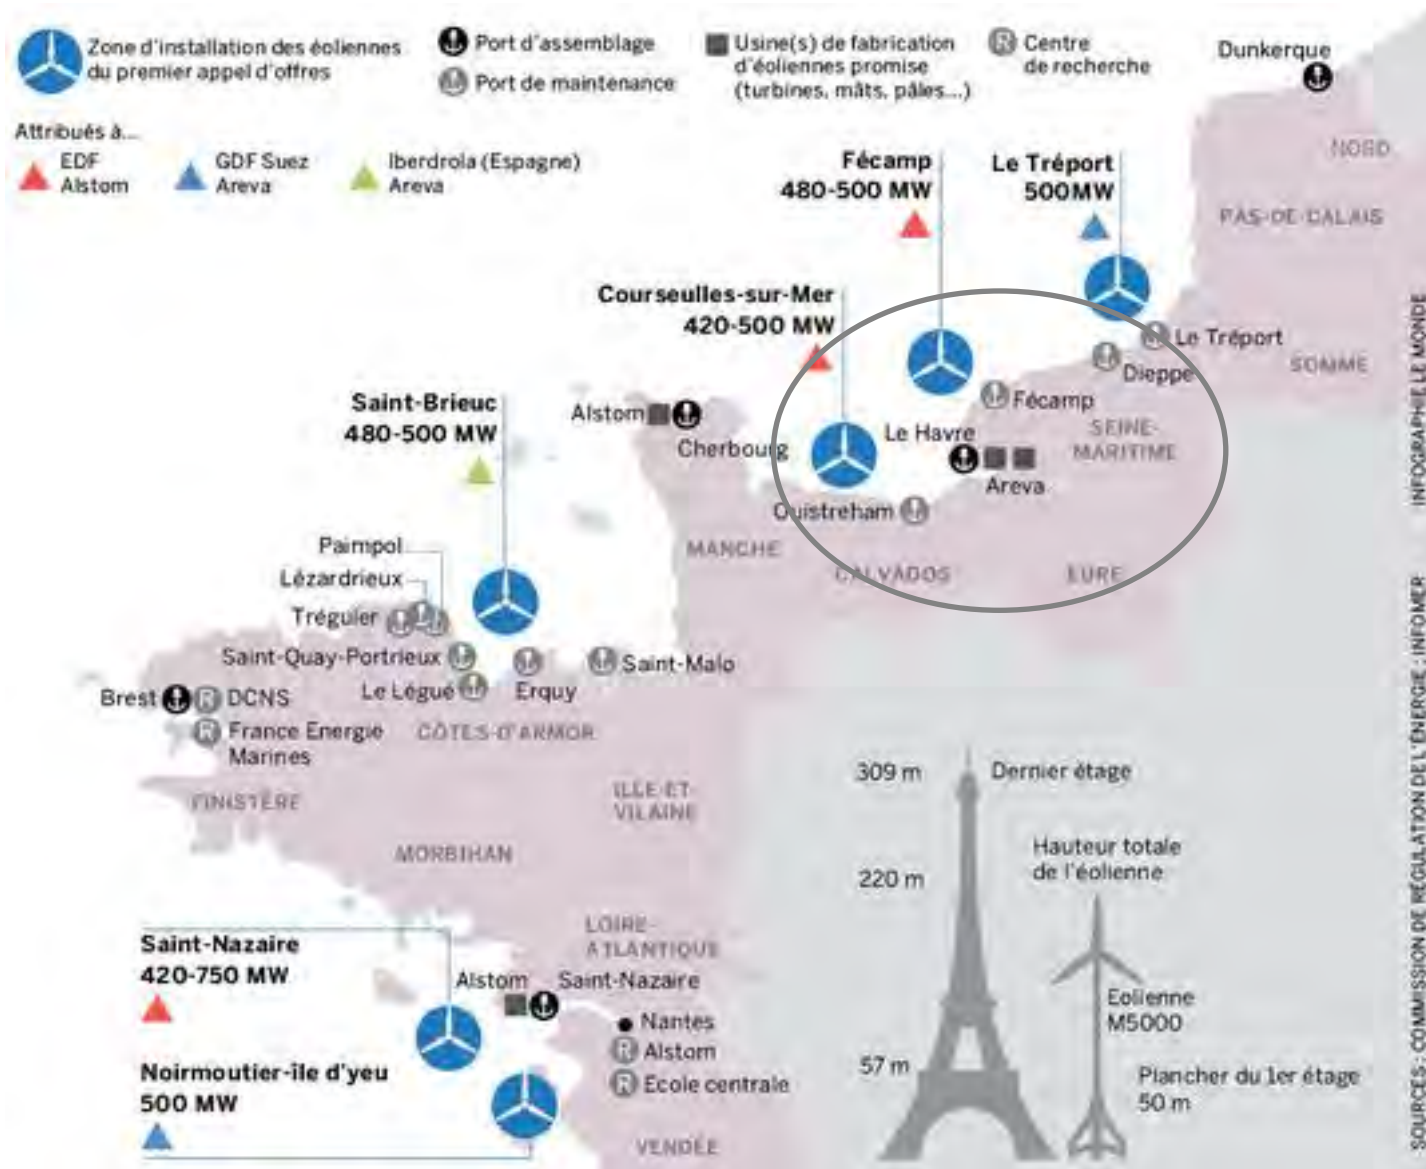 Zone d'installation des éoliennes
du premier appel d'offres
Port d'assemblage
Port de maintenance
Usine(s) de fabrication
d'éoliennes promise
(turbines, mâts, pâles...)
R Centre
de recherche
Attribués à...
EDF
Alstom
GDF Suez
Areva
Iberdrola (Espagne)
Areva
Dunkerque
NORD
PAS-DE-CALAIS
Fécamp
480-500 MW
Le Tréport
500MW
Courseulles-sur-Mer
420-500 MW
Le Tréport
Dieppe
SOMME
Fécamp
SEINE-
MARITIME
Le Havre
Areva
Saint-Brieuc
480-500 MW
Alstom
Cherbourg
Ouistreham
MANCHE
CALVADOS
EURE
Paimpol
Lézardrieux
Tréguier
Saint-Quay-Portrieux
Saint-Malo
Le Légué
Erquy
Brest
R DCNS
R France Energie
Marines
CÔTES-D'ARMOR
FINISTÈRE
ILLE-ET
VILAINE
MORBIHAN
LOIRE-
ATLANTIQUE
Saint-Nazaire
420-750 MW
Alstom
Saint-Nazaire
Nantes
R Alstom
R Ecole centrale
Noirmoutier-île d'yeu
500 MW
VENDÉE
309 m
Dernier étage
Hauteur totale
de l'éolienne
220 m
Eolienne
M5000
57 m
Plancher du 1er étage
50 m
SOURCES : COMMISSION DE RÉGULATION DE L'ÉNERGIE ; INFOMER
INFOGRAPHIE LE MONDE